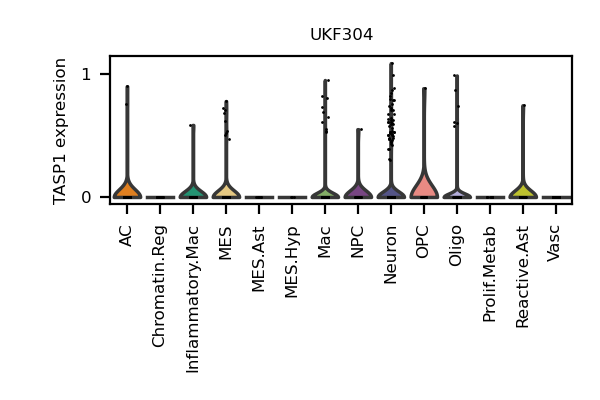 UKF304
TASP1 expression
1
0
AC
Chromatin.Reg
Inflammatory.Mac
MES
MES.Ast
MES.Hyp
Mac
NPC
Neuron
OPC
Oligo
Prolif.Metab
Reactive.Ast
Vasc